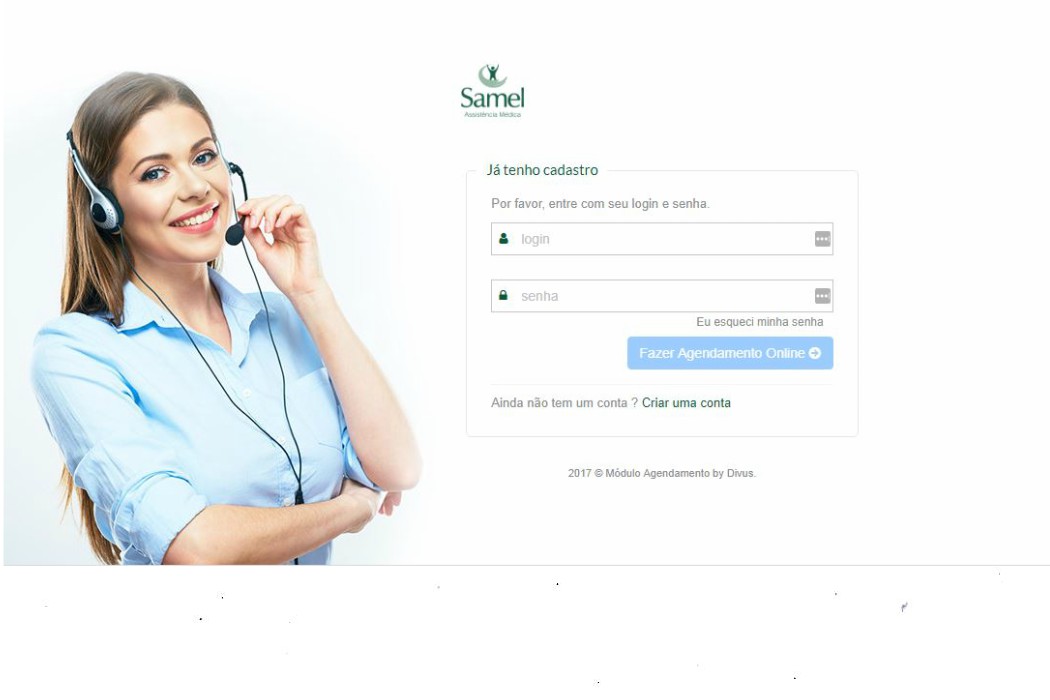 Samel
Assistência Médica
Já tenho cadastro
Por favor, entre com seu login e senha.
login
senha
Eu esqueci minha senha
Fazer Agendamento Online
Ainda não tem um conta ? Criar uma conta
2017 © Módulo Agendamento by Divus.